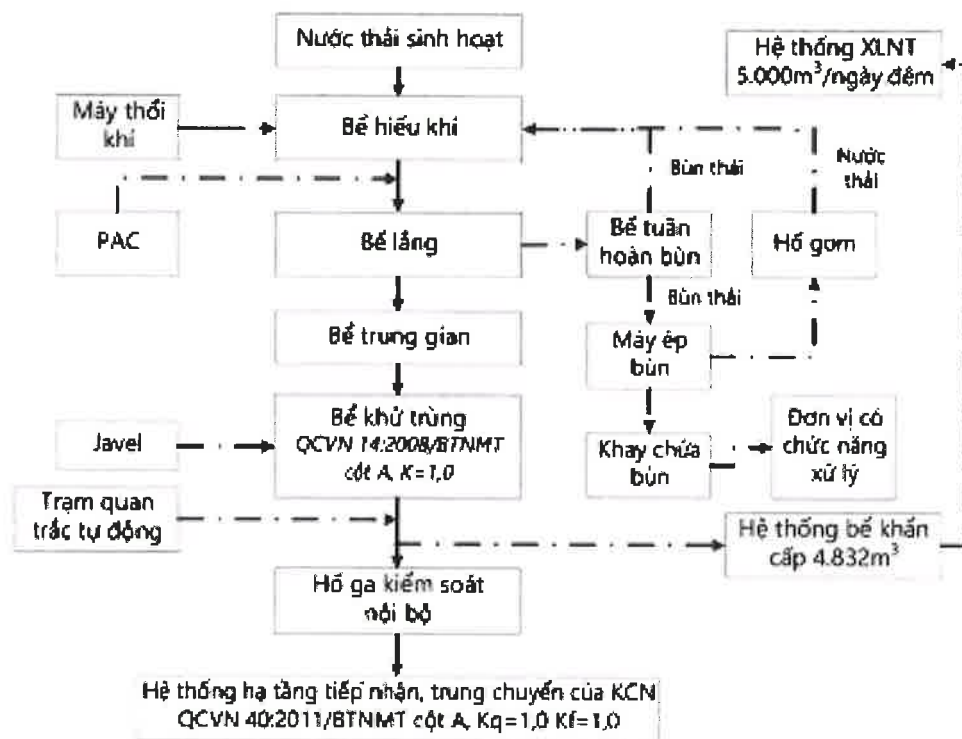 Nước thải sinh hoạt
Hệ thống XLNT
5.000m³/ngày đêm
Máy thổi
khí
Bể hiếu khí
Bùn thải
Nước
thải
PAC
Bể lắng
Bể tuần
hoàn bùn
Hố gom
Bùn thải
Bể trung gian
Máy ép
bùn
Javel
Bể khử trùng
QCVN 14:2008/BTNMT
cột A, K=1,0
Khay chứa
bùn
Đơn vị có
chức năng
xử lý
Trạm quan
trắc tự động
Hệ thống bể khẩn
cấp 4.832m³
Hố ga kiểm soát
nội bộ
Hệ thống hạ tầng tiếp nhận, trung chuyển của KCN
QCVN 40:2011/BTNMT cột A, Kq=1,0 Kf=1,0